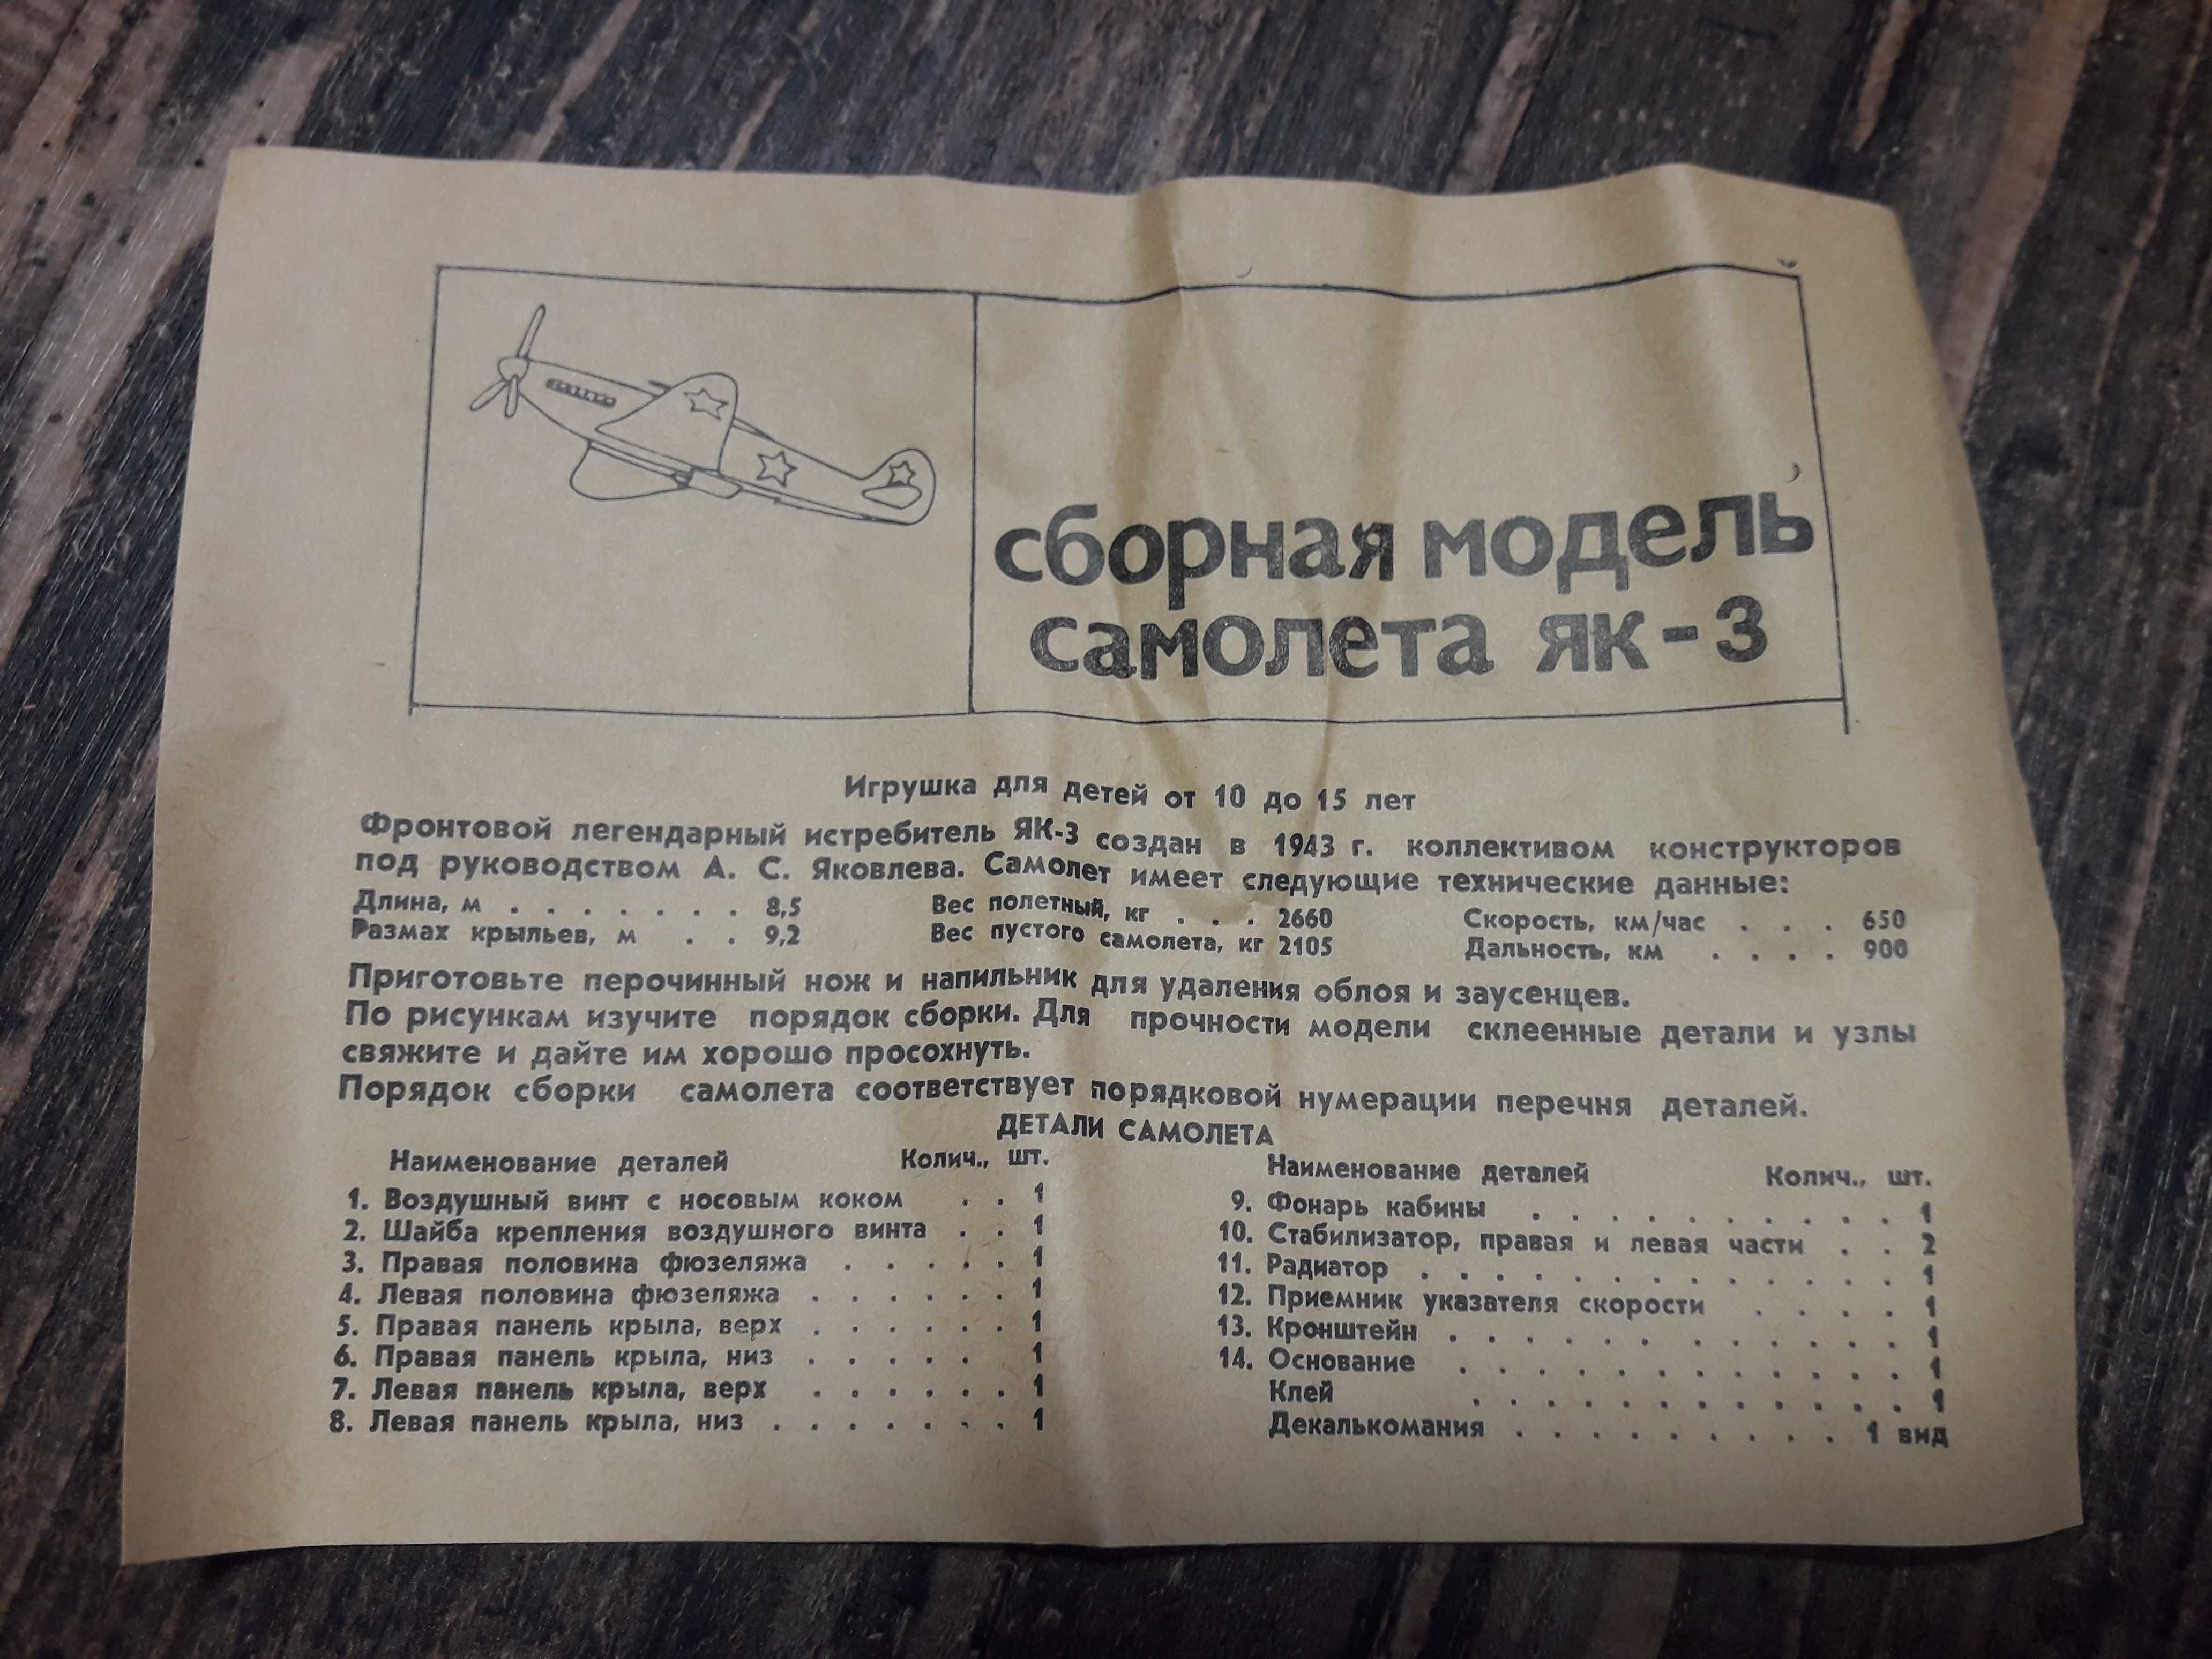 сборная модель
самолета ЯК-3
Игрушка для детей от 10 до 15 лет
Фронтовой легендарный истребитель ЯК-3 создан в 1943 г. коллективом конструкторов
под руководством А. С. Яковлева. Самолет имеет следующие технические данные:
Длина, м . . . . . . . 8,5 Вес полетный, кг . . . 2660 Скорость, км/час . . . 650
Размах крыльев, м . . 9,2 Вес пустого самолета, кг 2105 Дальность, км . . . . 900
Приготовьте перочинный нож и напильник для удаления облоя и заусенцев.
По рисункам изучите порядок сборки. Для прочности модели склеенные детали и узлы
свяжите и дайте им хорошо просохнуть.
Порядок сборки самолета соответствует порядковой нумерации перечня деталей.
ДЕТАЛИ САМОЛЕТА
Наименование деталей Колич., шт.
1. Воздушный винт с носовым коком . . 1
2. Шайба крепления воздушного винта . . 1
3. Правая половина фюзеляжа . . . . . 1
4. Левая половина фюзеляжа . . . . . . 1
5. Правая панель крыла, верх . . . . . . 1
6. Правая панель крыла, низ . . . . . 1
7. Левая панель крыла, верх . . . . . . 1
8. Левая панель крыла, низ . . . . . . . 1
Наименование деталей Колич., шт.
9. Фонарь кабины . . . . . . . . . . 1
10. Стабилизатор, правая и левая части . . 2
11. Радиатор . . . . . . . . . . . . . 1
12. Приемник указателя скорости . . . . 1
13. Кронштейн . . . . . . . . . . . . 1
14. Основание . . . . . . . . . . . . 1
Клей . . . . . . . . . . . . 1
Декалькомания . . . . . . . . . 1 вид